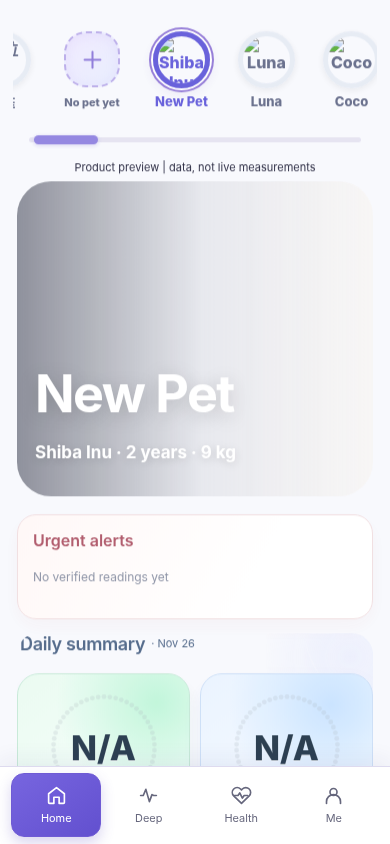 Shiba
Inu
Luna
Coco
No pet yet
New Pet
Luna
Coco
Product preview | data, not live measurements
New Pet
Shiba Inu · 2 years · 9 kg
Urgent alerts
No verified readings yet
Daily summary · Nov 26
N/A
N/A
Home
Deep
Health
Me